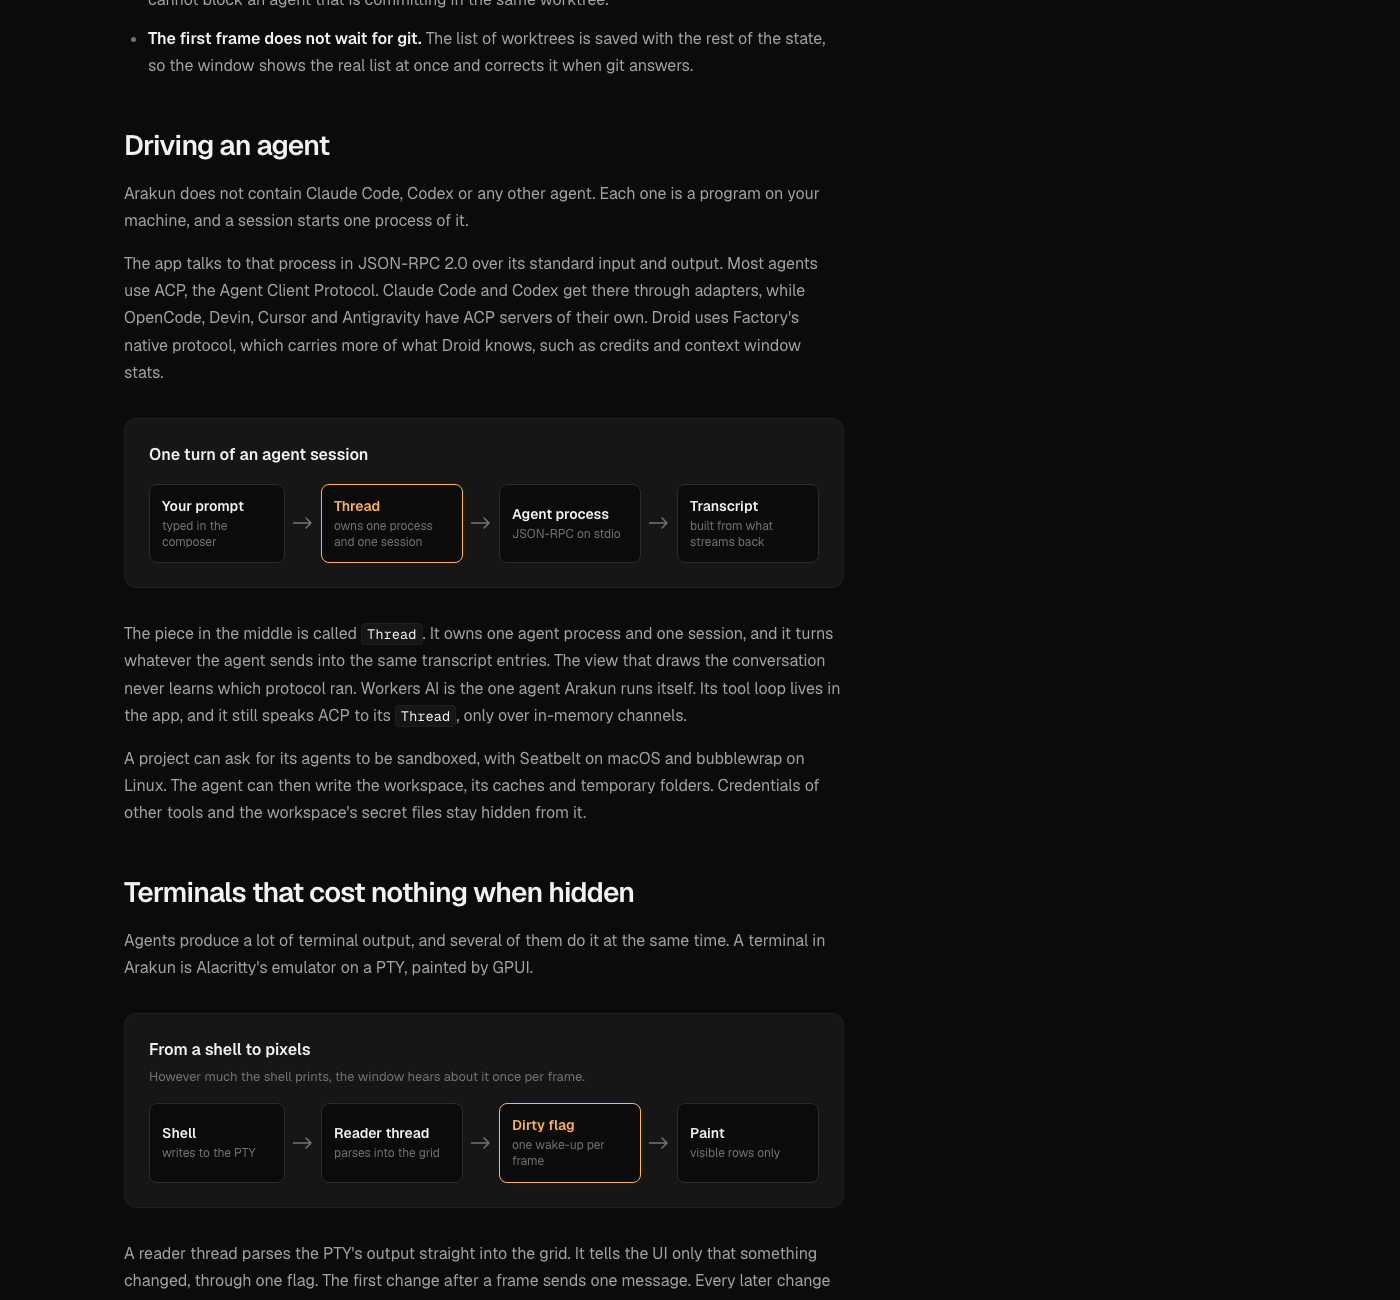 cannot block an agent that is committing in the same worktree.
The first frame does not wait for git. The list of worktrees is saved with the rest of the state,
so the window shows the real list at once and corrects it when git answers.
Driving an agent
Arakun does not contain Claude Code, Codex or any other agent. Each one is a program on your
machine, and a session starts one process of it.
The app talks to that process in JSON-RPC 2.0 over its standard input and output. Most agents
use ACP, the Agent Client Protocol. Claude Code and Codex get there through adapters, while
OpenCode, Devin, Cursor and Antigravity have ACP servers of their own. Droid uses Factory's
native protocol, which carries more of what Droid knows, such as credits and context window
stats.
One turn of an agent session
Your prompt
typed in the
composer
Thread
owns one process
and one session
Agent process
JSON-RPC on stdio
Transcript
built from what
streams back
The piece in the middle is called Thread. It owns one agent process and one session, and it turns
whatever the agent sends into the same transcript entries. The view that draws the conversation
never learns which protocol ran. Workers AI is the one agent Arakun runs itself. Its tool loop lives in
the app, and it still speaks ACP to its Thread, only over in-memory channels.
A project can ask for its agents to be sandboxed, with Seatbelt on macOS and bubblewrap on
Linux. The agent can then write the workspace, its caches and temporary folders. Credentials of
other tools and the workspace's secret files stay hidden from it.
Terminals that cost nothing when hidden
Agents produce a lot of terminal output, and several of them do it at the same time. A terminal in
Arakun is Alacritty's emulator on a PTY, painted by GPUI.
From a shell to pixels
However much the shell prints, the window hears about it once per frame.
Shell
writes to the PTY
Reader thread
parses into the grid
Dirty flag
one wake-up per
frame
Paint
visible rows only
A reader thread parses the PTY's output straight into the grid. It tells the UI only that something
changed, through one flag. The first change after a frame sends one message. Every later change